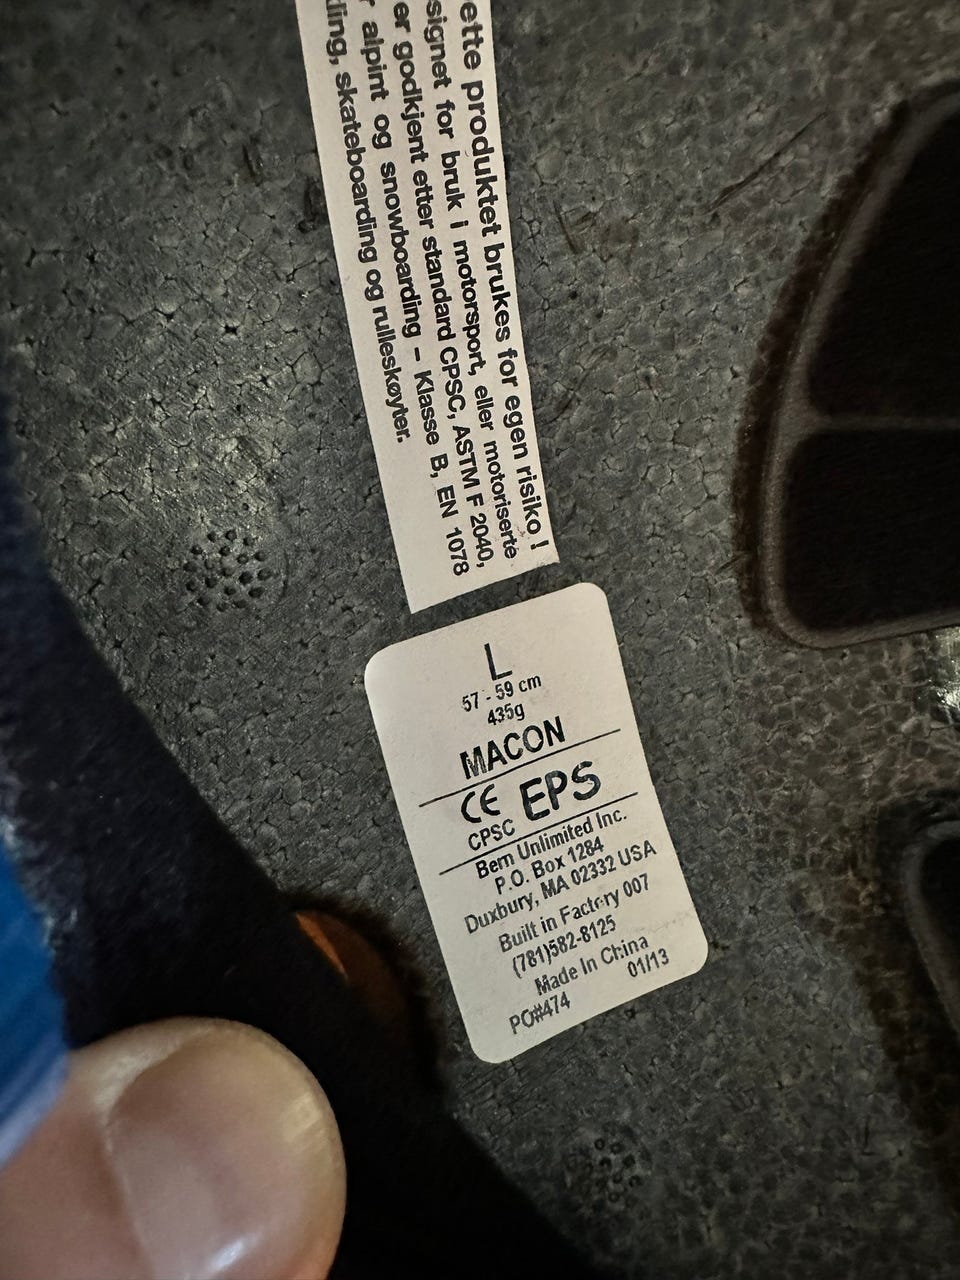 ette produktet brukes for egen risiko !
signet for bruk i motorsport, eller motoriserte
er godkjent etter standard CPSC, ASTM F 2040,
r alpint og snowboarding – Klasse B, EN 1078
ding, skateboarding og rulleskøyter.
L
57 - 59 cm
435g
MACON
CE EPS
CPSC
Bern Unlimited Inc.
P.O. Box 1284
Duxbury, MA 02332 USA
Built in Factory 007
(781)582-8125
Made In China
01/13
PO#474